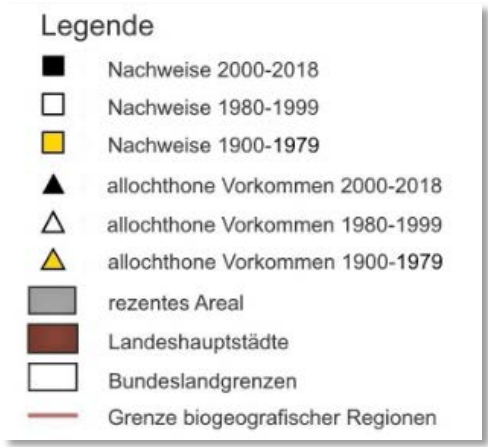 Legende
Nachweise 2000-2018
Nachweise 1980-1999
Nachweise 1900-1979
allochthone Vorkommen 2000-2018
allochthone Vorkommen 1980-1999
allochthone Vorkommen 1900-1979
rezentes Areal
Landeshauptstädte
Bundeslandgrenzen
Grenze biogeografischer Regionen